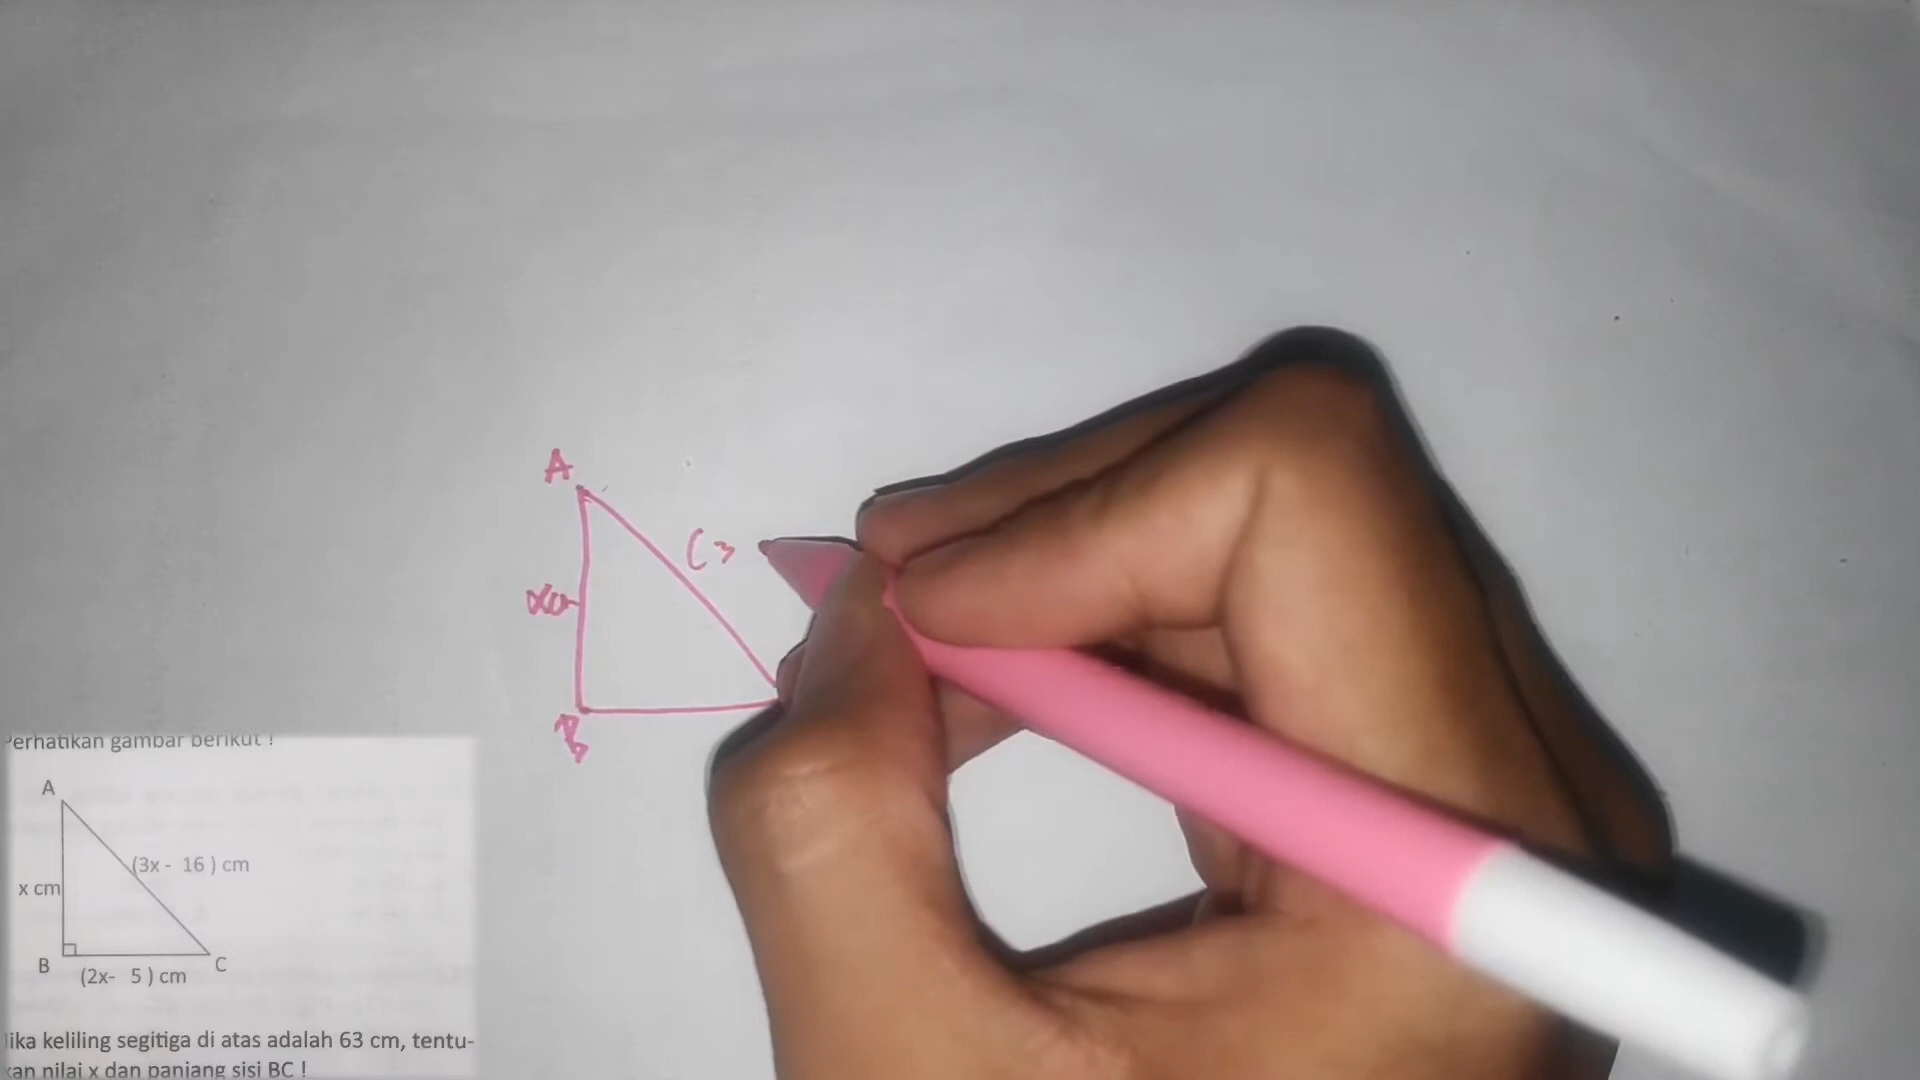 A
(3
B
Perhatikan gambar berikut !
A
(3x - 16 ) cm
x cm
B
C
(2x- 5 ) cm
Jika keliling segitiga di atas adalah 63 cm, tentu-
kan nilai x dan panjang sisi BC !